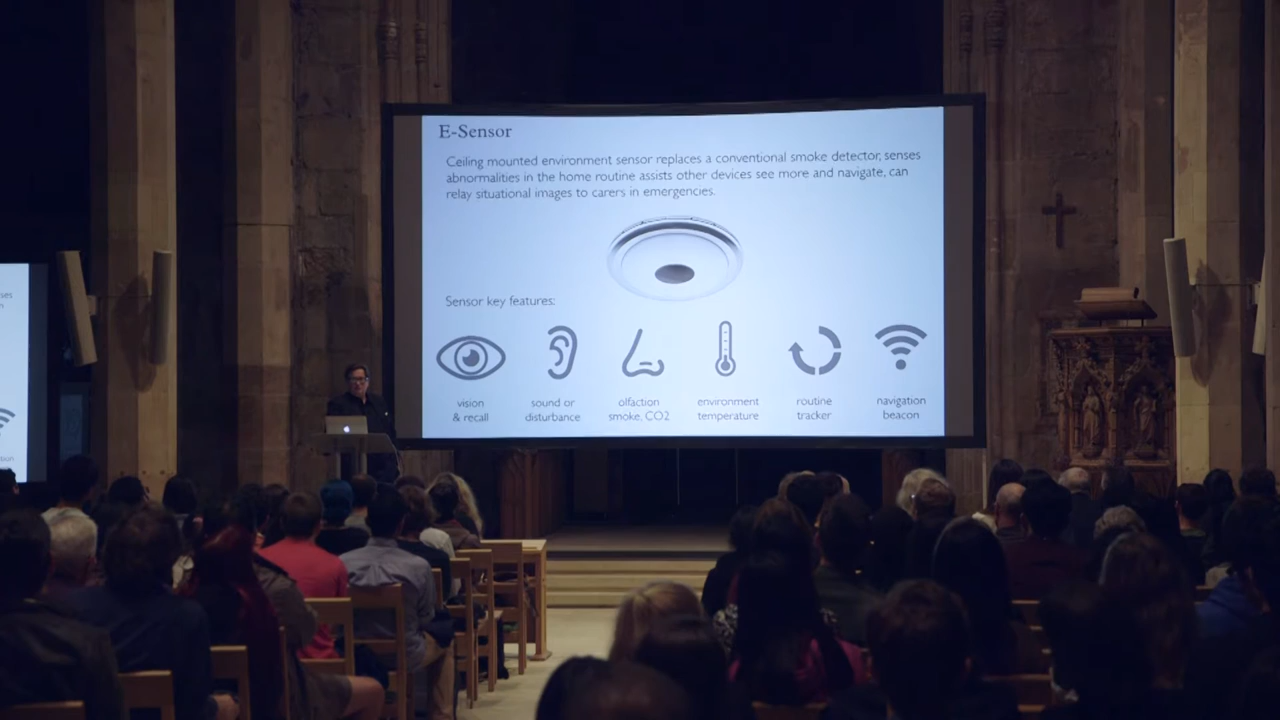 E-Sensor
Ceiling mounted environment sensor replaces a conventional smoke detector, senses
abnormalities in the home routine assists other devices see more and navigate, can
relay situational images to carers in emergencies.
Sensor key features:
vision
& recall
sound or
disturbance
olfaction
smoke, CO2
environment
temperature
routine
tracker
navigation
beacon